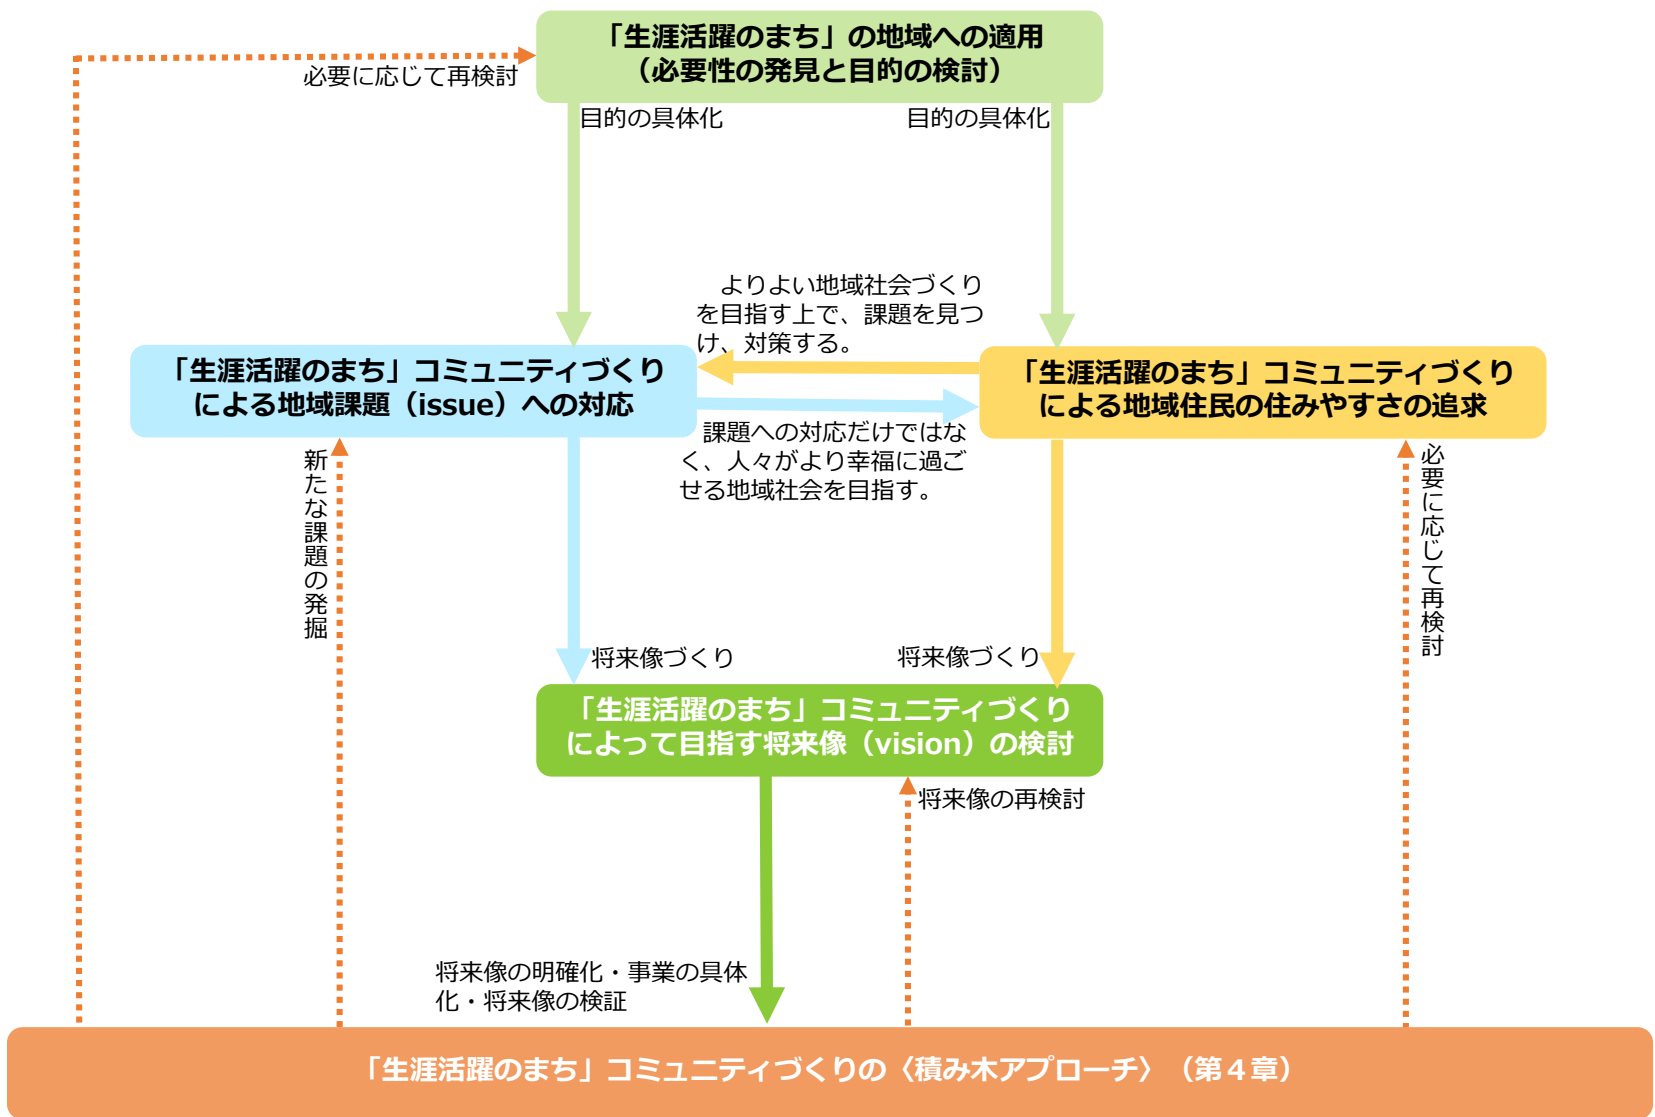 「生涯活躍のまち」の地域への適用
（必要性の発見と目的の検討）
必要に応じて再検討
目的の具体化
目的の具体化
よりよい地域社会づくり
を目指す上で、課題を見つ
け、対策する。
「生涯活躍のまち」コミュニティづくり
による地域課題（issue）への対応
「生涯活躍のまち」コミュニティづくり
による地域住民の住みやすさの追求
課題への対応だけではな
く、人々がより幸福に過ご
せる地域社会を目指す。
新たな課題の発掘
必要に応じて再検討
将来像づくり
将来像づくり
「生涯活躍のまち」コミュニティづくり
によって目指す将来像（vision）の検討
将来像の再検討
将来像の明確化・事業の具体
化・将来像の検証
「生涯活躍のまち」コミュニティづくりの〈積み木アプローチ〉（第４章）